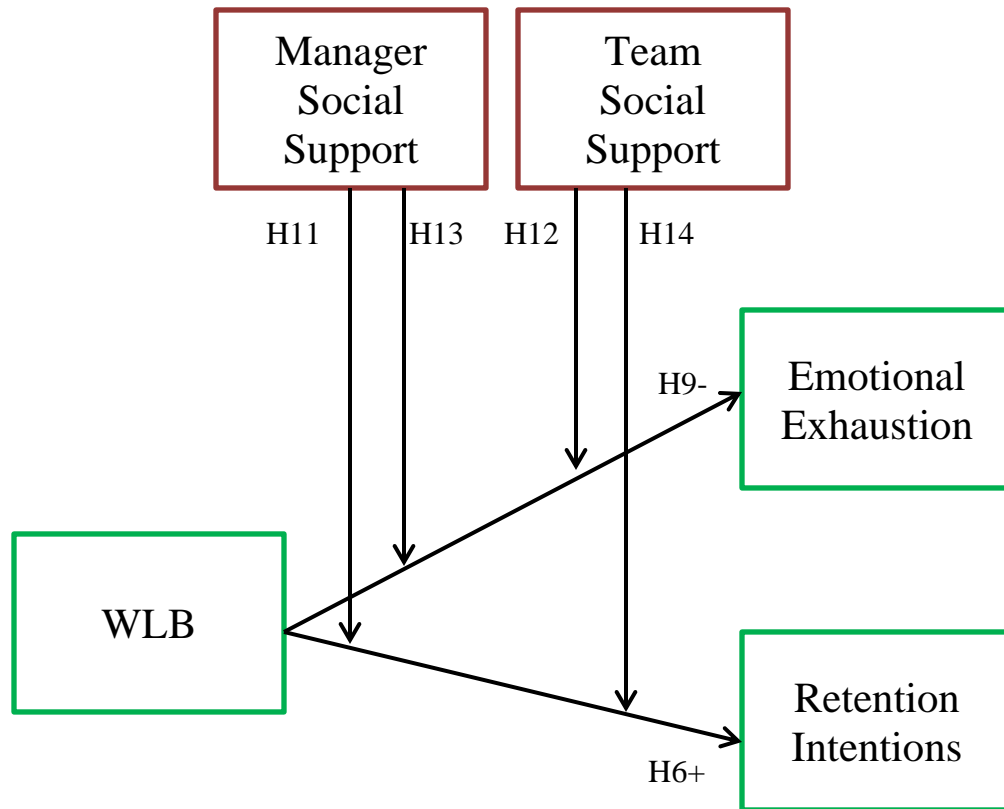 Manager
Social
Support
Team
Social
Support
H11
H13
H12
H14
H9-
Emotional
Exhaustion
WLB
Retention
Intentions
H6+